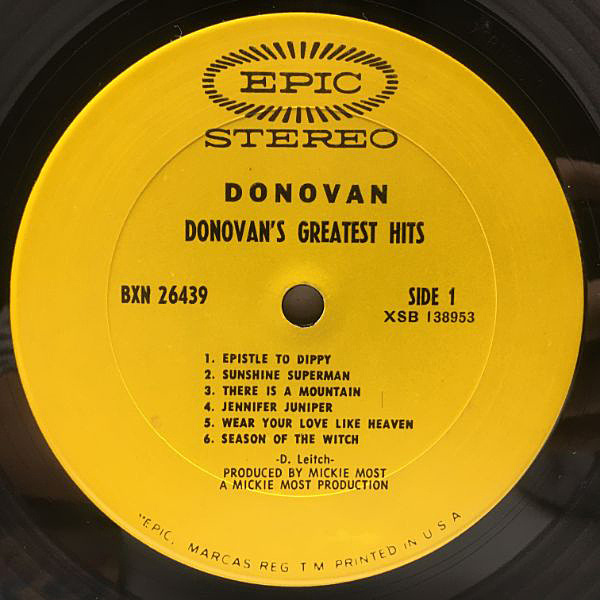 EPIC
STEREO
DONOVAN
DONOVAN'S GREATEST HITS
BXN 26439
SIDE 1
XSB 138953
1. EPISTLE TO DIPPY
2. SUNSHINE SUPERMAN
3. THERE IS A MOUNTAIN
4. JENNIFER JUNIPER
5. WEAR YOUR LOVE LIKE HEAVEN
6. SEASON OF THE WITCH
-D. Leitch-
PRODUCED BY MICKIE MOST
A MICKIE MOST PRODUCTION
"EPIC, MARCAS REG T M PRINTED IN U S A